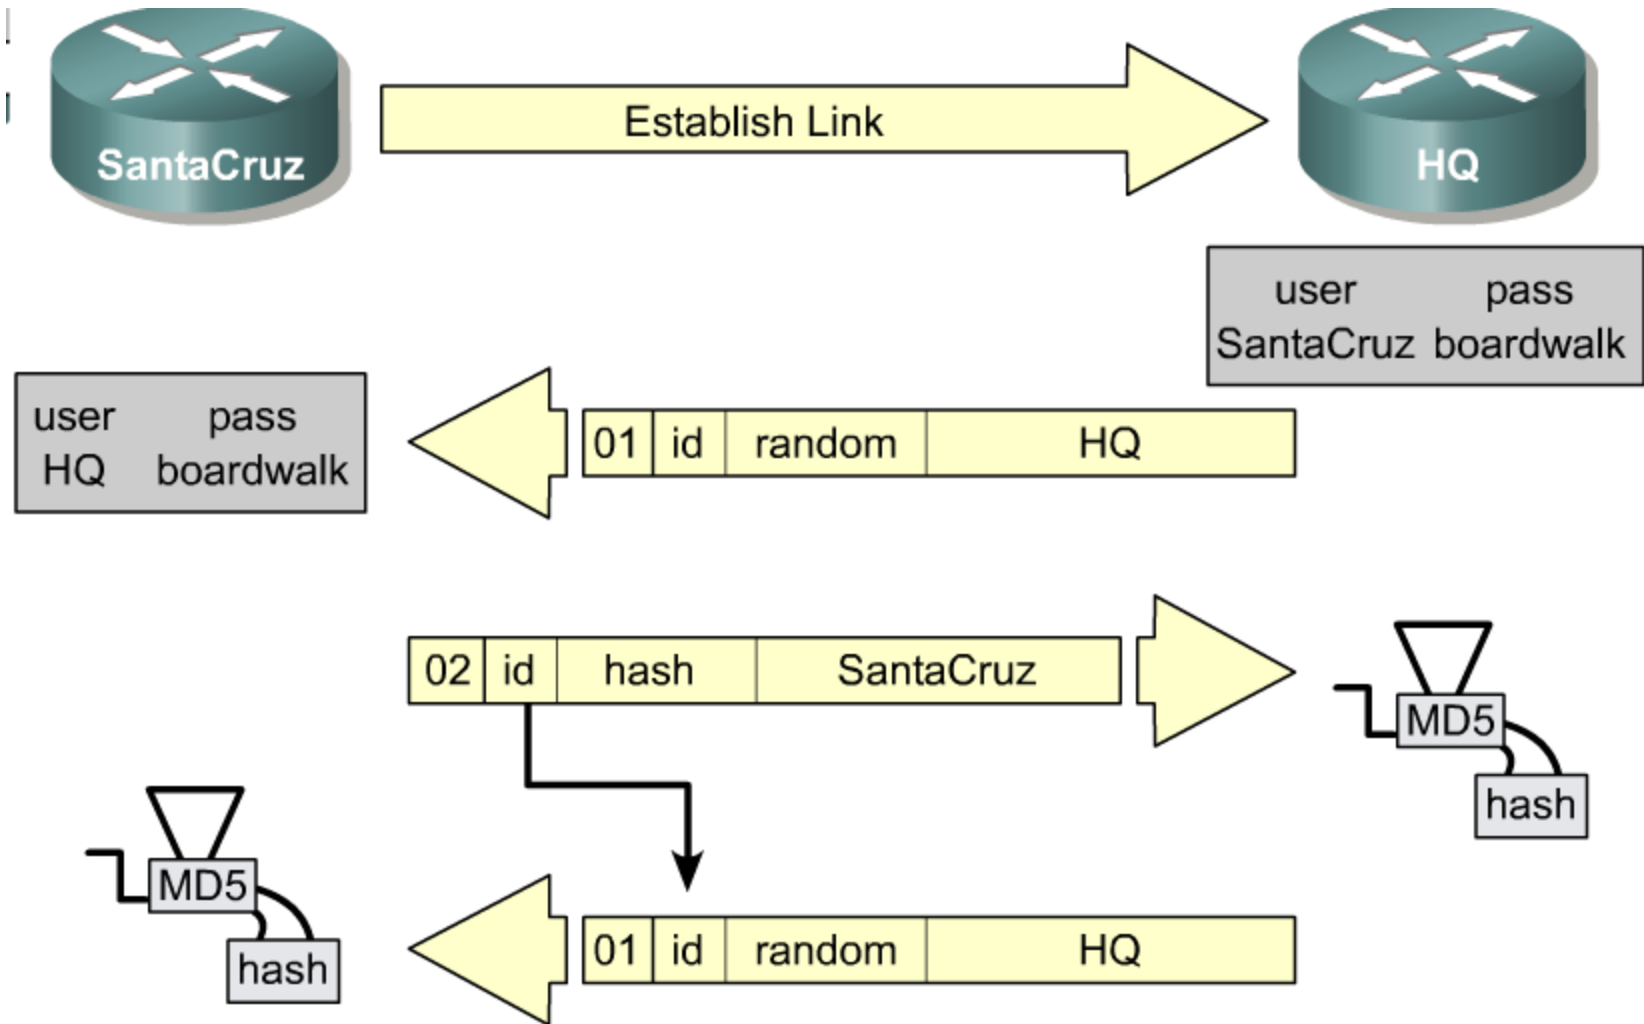 Establish Link
SantaCruz
HQ
user pass
SantaCruz boardwalk
user pass
HQ boardwalk
01 id random HQ
02 id hash SantaCruz
MD5
hash
MD5
hash
01 id random HQ